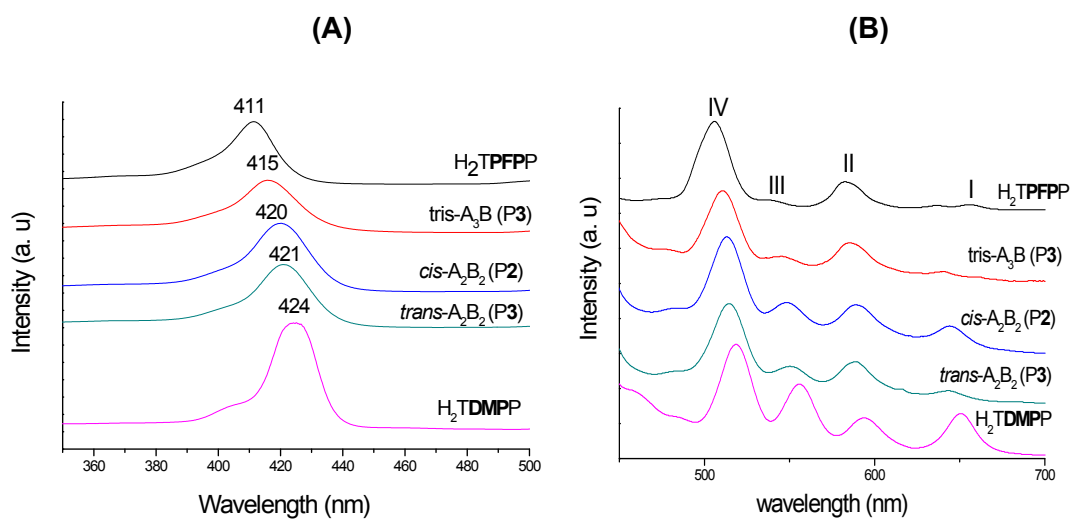 (A)
(B)
Intensity (a. u)
411
H₂TPFPP
415
tris-A₃B (P3)
420
cis-A₂B₂ (P2)
421
trans-A₂B₂ (P3)
424
H₂TDMPP
360 380 400 420 440 460 480 500
Wavelength (nm)
Intensity (a. u)
IV
III
II
I
H₂TPFPP
tris-A₃B (P3)
cis-A₂B₂ (P2)
trans-A₂B₂ (P3)
H₂TDMPP
500 600 700
wavelength (nm)